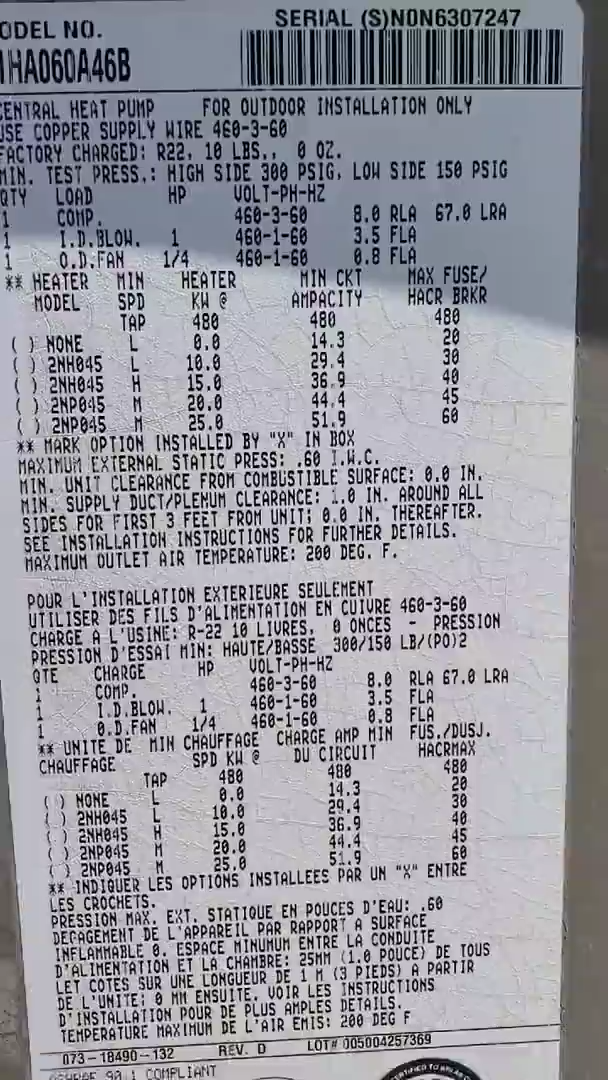 ODEL NO.
SERIAL (S)N0N6307247
HA060A46B
CENTRAL HEAT PUMP FOR OUTDOOR INSTALLATION ONLY
USE COPPER SUPPLY WIRE 460-3-60
FACTORY CHARGED: R22, 10 LBS., 0 OZ.
MIN. TEST PRESS.: HIGH SIDE 300 PSIG, LOW SIDE 150 PSIG
QTY LOAD HP VOLT-PH-HZ
1 COMP. 460-3-60 8.0 RLA 67.0 LRA
1 I.D.BLOW. 1 460-1-60 3.5 FLA
1 O.D.FAN 1/4 460-1-60 0.8 FLA
** HEATER MIN HEATER MIN CKT MAX FUSE/
MODEL SPD KW @ AMPACITY HACR BRKR
TAP 480 480 480
( ) NONE L 0.0 14.3 20
( ) 2NH045 L 10.0 29.4 30
( ) 2NH045 H 15.0 36.9 40
( ) 2NP045 M 20.0 44.4 45
( ) 2NP045 M 25.0 51.9 60
** MARK OPTION INSTALLED BY "X" IN BOX
MAXIMUM EXTERNAL STATIC PRESS: .60 I.W.C.
MIN. UNIT CLEARANCE FROM COMBUSTIBLE SURFACE: 0.0 IN.
MIN. SUPPLY DUCT/PLENUM CLEARANCE: 1.0 IN. AROUND ALL
SIDES FOR FIRST 3 FEET FROM UNIT: 0.0 IN. THEREAFTER.
SEE INSTALLATION INSTRUCTIONS FOR FURTHER DETAILS.
MAXIMUM OUTLET AIR TEMPERATURE: 200 DEG. F.
POUR L'INSTALLATION EXTERIEURE SEULEMENT
UTILISER DES FILS D'ALIMENTATION EN CUIVRE 460-3-60
CHARGE A L'USINE: R-22 10 LIVRES, 0 ONCES - PRESSION
PRESSION D'ESSAI MIN: HAUTE/BASSE 300/150 LB/(PO)2
QTE CHARGE HP VOLT-PH-HZ
1 COMP. 460-3-60 8.0 RLA 67.0 LRA
1 I.D.BLOW. 1 460-1-60 3.5 FLA
1 O.D.FAN 1/4 460-1-60 0.8 FLA
** UNITE DE MIN CHAUFFAGE CHARGE AMP MIN FUS./DUSJ.
CHAUFFAGE SPD KW @ DU CIRCUIT HACRMAX
TAP 480 480 480
( ) NONE L 0.0 14.3 20
( ) 2NH045 L 10.0 29.4 30
( ) 2NH045 H 15.0 36.9 40
( ) 2NP045 M 20.0 44.4 45
( ) 2NP045 M 25.0 51.9 60
** INDIQUER LES OPTIONS INSTALLEES PAR UN "X" ENTRE
LES CROCHETS.
PRESSION MAX. EXT. STATIQUE EN POUCES D'EAU: .60
DEGAGEMENT DE L'APPAREIL PAR RAPPORT A SURFACE
INFLAMMABLE 0. ESPACE MINUMUM ENTRE LA CONDUITE
D'ALIMENTATION ET LA CHAMBRE: 25MM (1.0 POUCE) DE TOUS
LET COTES SUR UNE LONGUEUR DE 1 M (3 PIEDS) A PARTIR
DE L'UNITE: 0 MM ENSUITE. VOIR LES INSTRUCTIONS
D'INSTALLATION POUR DE PLUS AMPLES DETAILS.
TEMPERATURE MAXIMUM DE L'AIR EMIS: 200 DEG F
073-18490-132 REV. D LOT# 005004257369
90.1 COMPLIANT